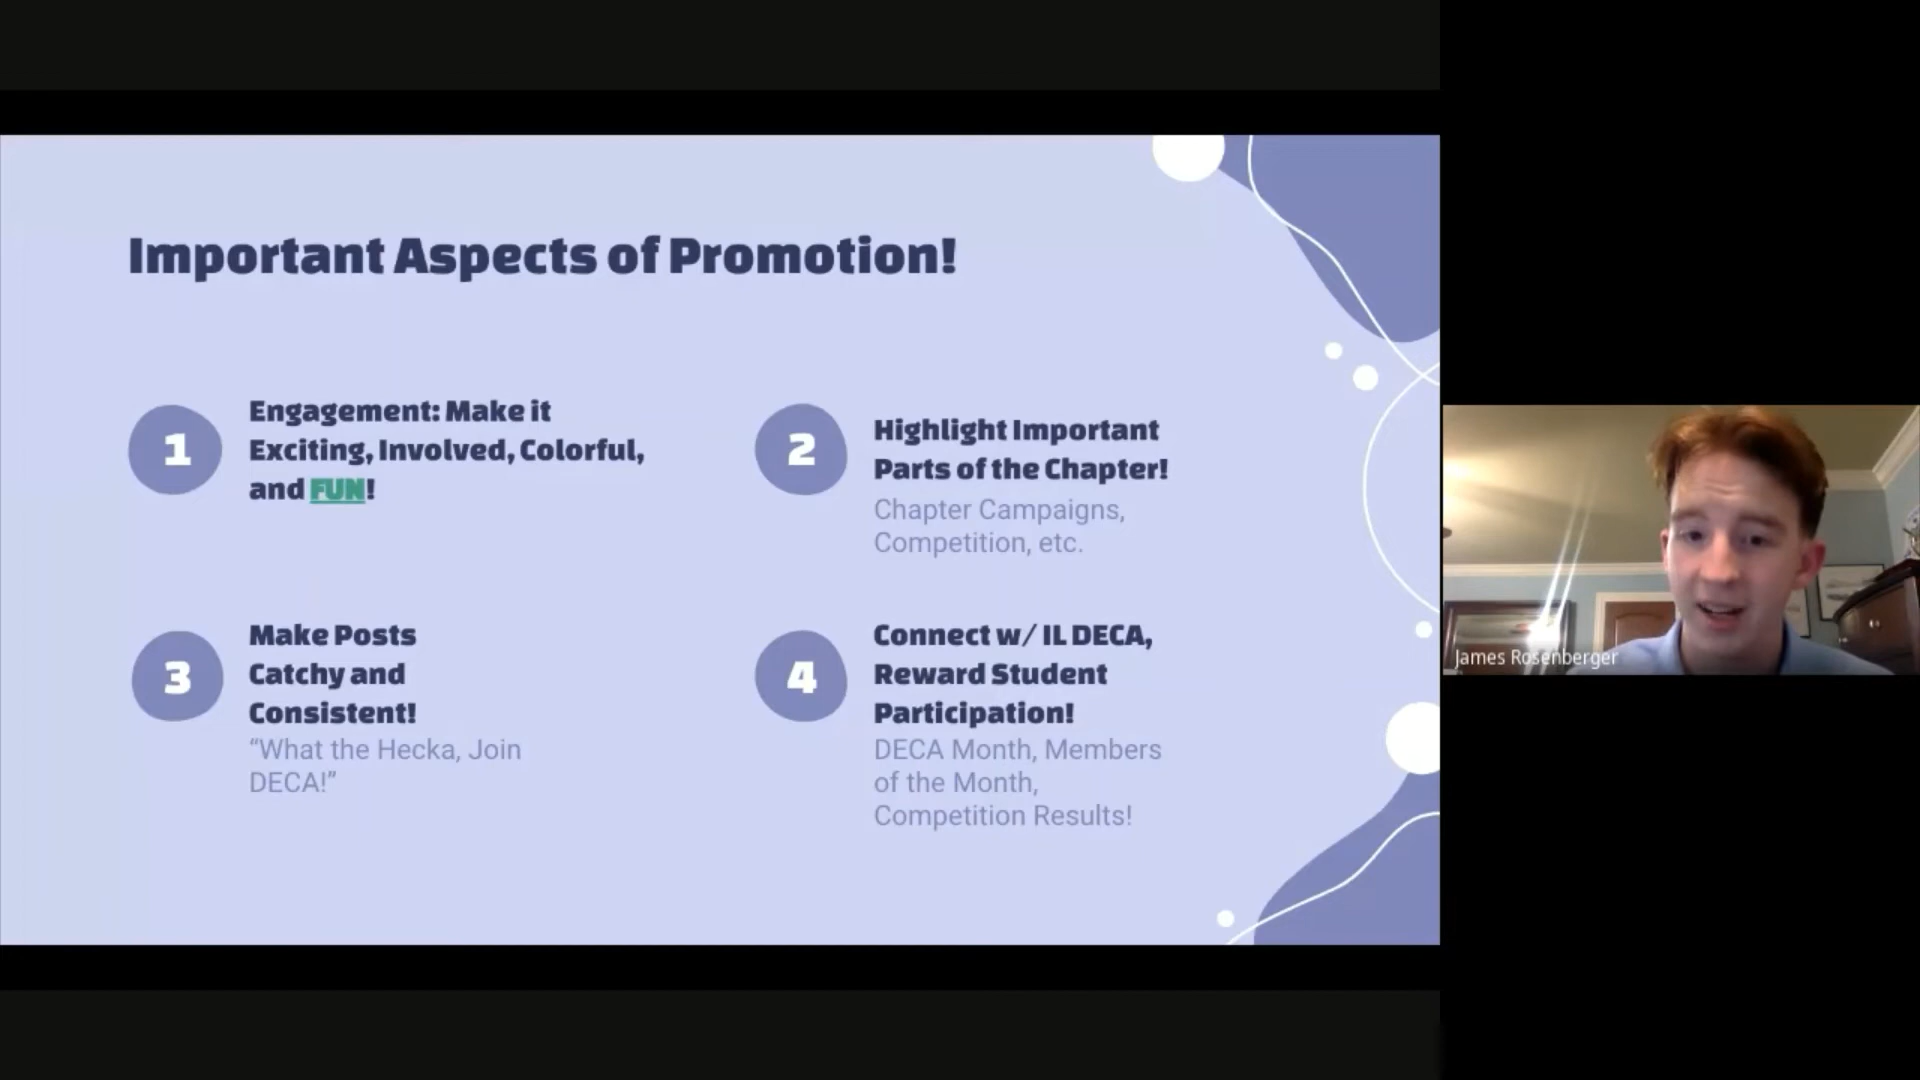 Important Aspects of Promotion!
1
Engagement: Make it
Exciting, Involved, Colorful,
and FUN!
2
Highlight Important
Parts of the Chapter!
Chapter Campaigns,
Competition, etc.
3
Make Posts
Catchy and
Consistent!
“What the Hecka, Join
DECA!”
4
Connect w/ IL DECA,
Reward Student
Participation!
DECA Month, Members
of the Month,
Competition Results!
James Rosenberger